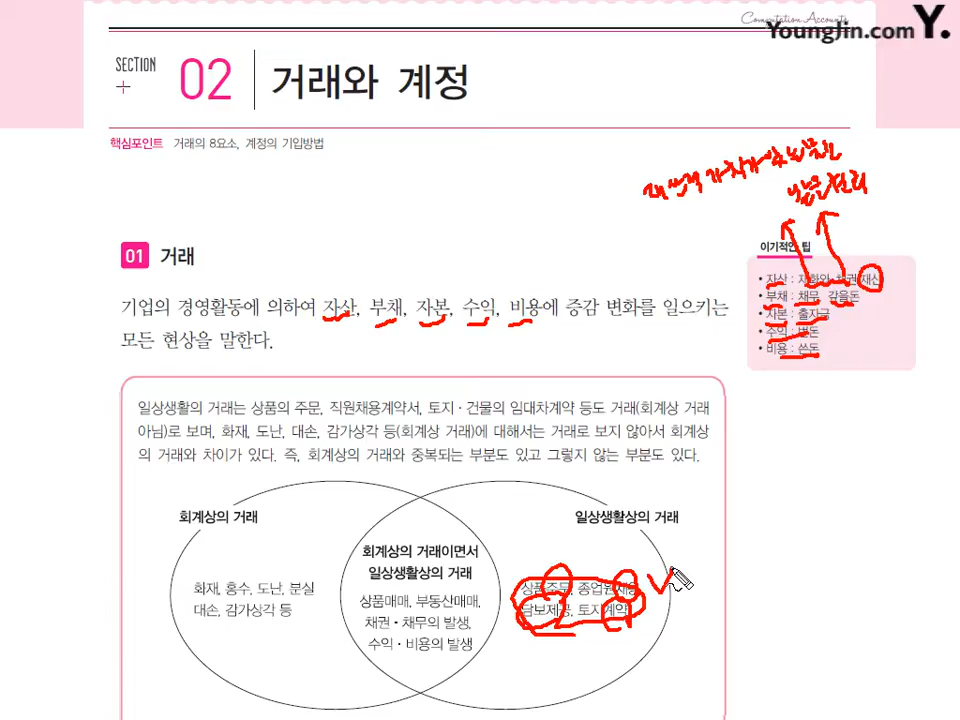 Computation Accounts
YoungJin.com Y.
SECTION
02 거래와 계정
핵심포인트 거래의 8요소, 계정의 기입방법
01 거래
기업의 경영활동에 의하여 자산, 부채, 자본, 수익, 비용에 증감 변화를 일으키는
모든 현상을 말한다.
이기적인 팁
• 자산 : 재화와 채권 재산
• 부채 : 채무 갚을돈
• 자본 : 출자금
• 수익 : 번돈
• 비용 : 쓴돈
일상생활의 거래는 상품의 주문, 직원채용계약서, 토지·건물의 임대차계약 등도 거래(회계상 거래
아님)로 보며, 화재, 도난, 대손, 감가상각 등(회계상 거래)에 대해서는 거래로 보지 않아서 회계상
의 거래와 차이가 있다. 즉, 회계상의 거래와 중복되는 부분도 있고 그렇지 않는 부분도 있다.
회계상의 거래
화재, 홍수, 도난, 분실
대손, 감가상각 등
회계상의 거래이면서
일상생활상의 거래
상품매매, 부동산매매,
채권·채무의 발생,
수익·비용의 발생
일상생활상의 거래
상품주문, 종업원채용,
담보제공, 토지계약